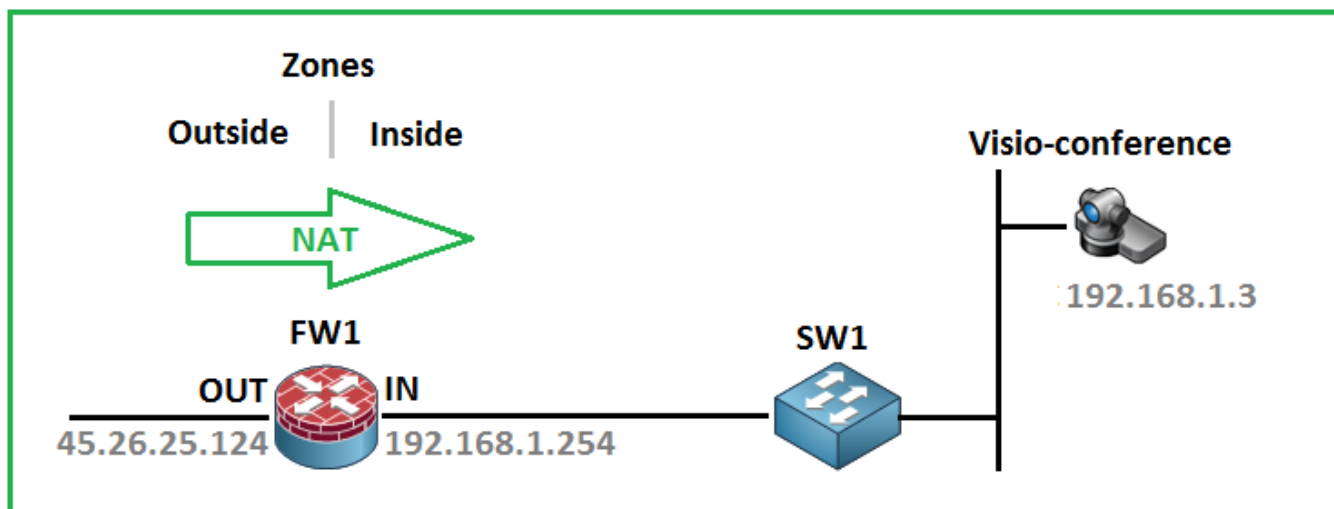 Zones
Outside
Inside
NAT
Visio-conference
192.168.1.3
FW1
SW1
OUT
IN
45.26.25.124
192.168.1.254